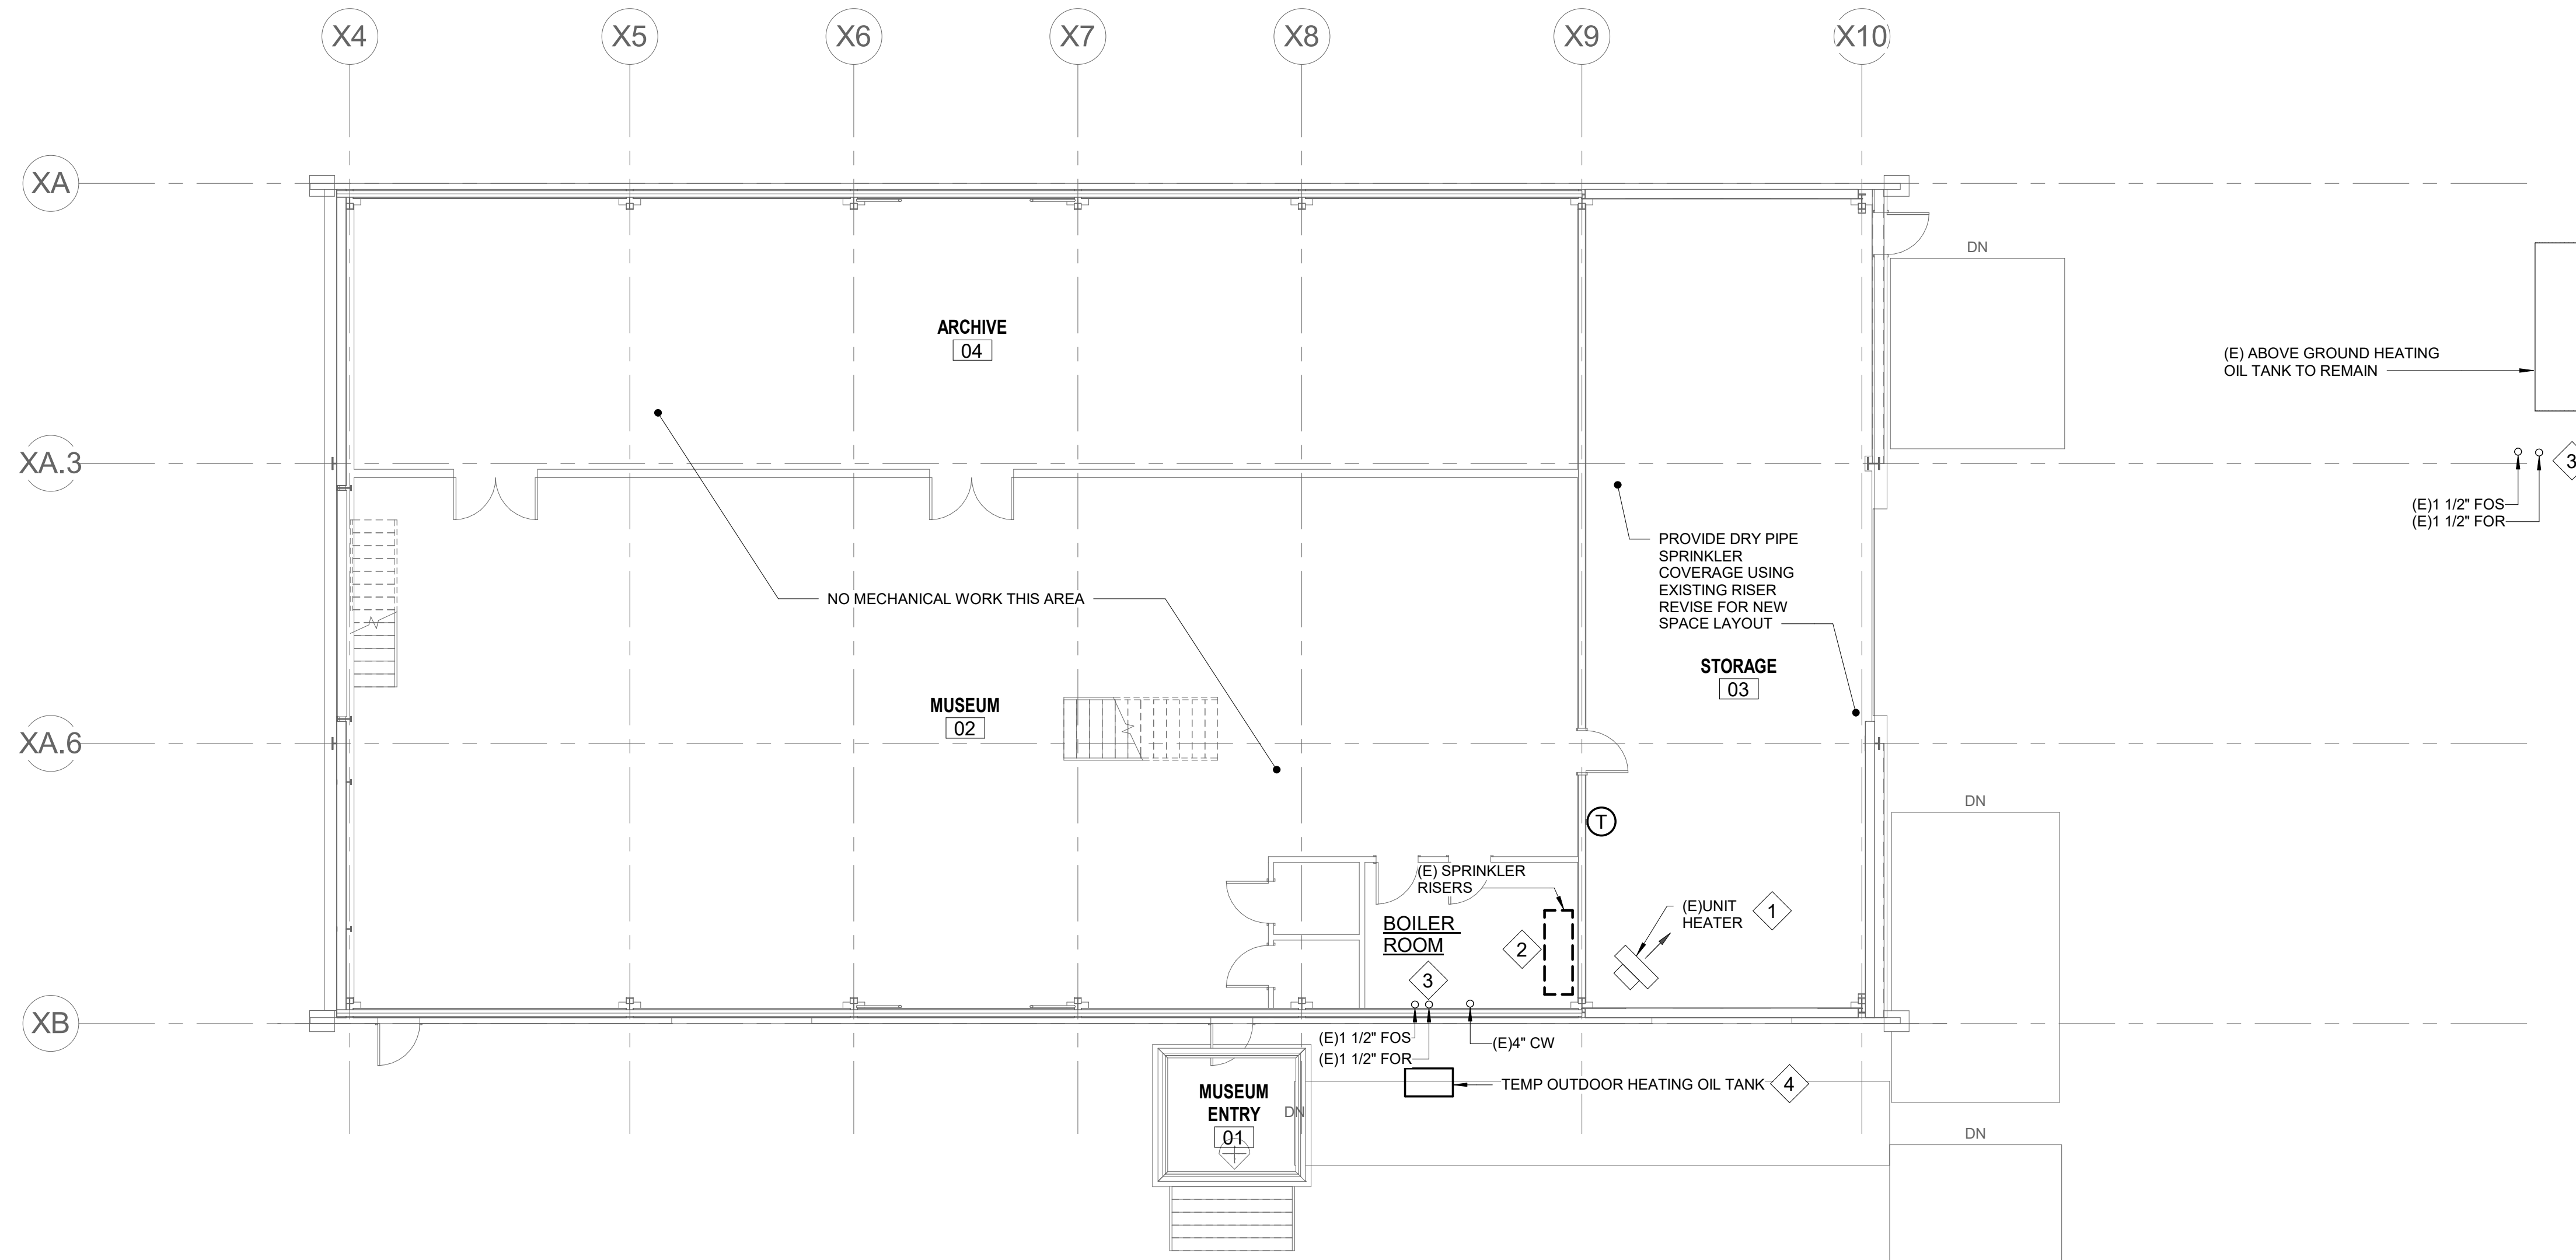 X4
X5
X6
X7
X8
X9
X10
XA
DN
ARCHIVE
04
(E) ABOVE GROUND HEATING
OIL TANK TO REMAIN
XA.3
3
(E)1 1/2" FOS
(E)1 1/2" FOR
PROVIDE DRY PIPE
SPRINKLER
COVERAGE USING
EXISTING RISER
REVISE FOR NEW
SPACE LAYOUT
NO MECHANICAL WORK THIS AREA
STORAGE
03
MUSEUM
02
XA.6
DN
T
(E) SPRINKLER
RISERS
(E)UNIT
HEATER
1
BOILER
ROOM
2
3
XB
(E)1 1/2" FOS
(E)1 1/2" FOR
(E)4" CW
TEMP OUTDOOR HEATING OIL TANK
4
MUSEUM
ENTRY
01
DN
DN